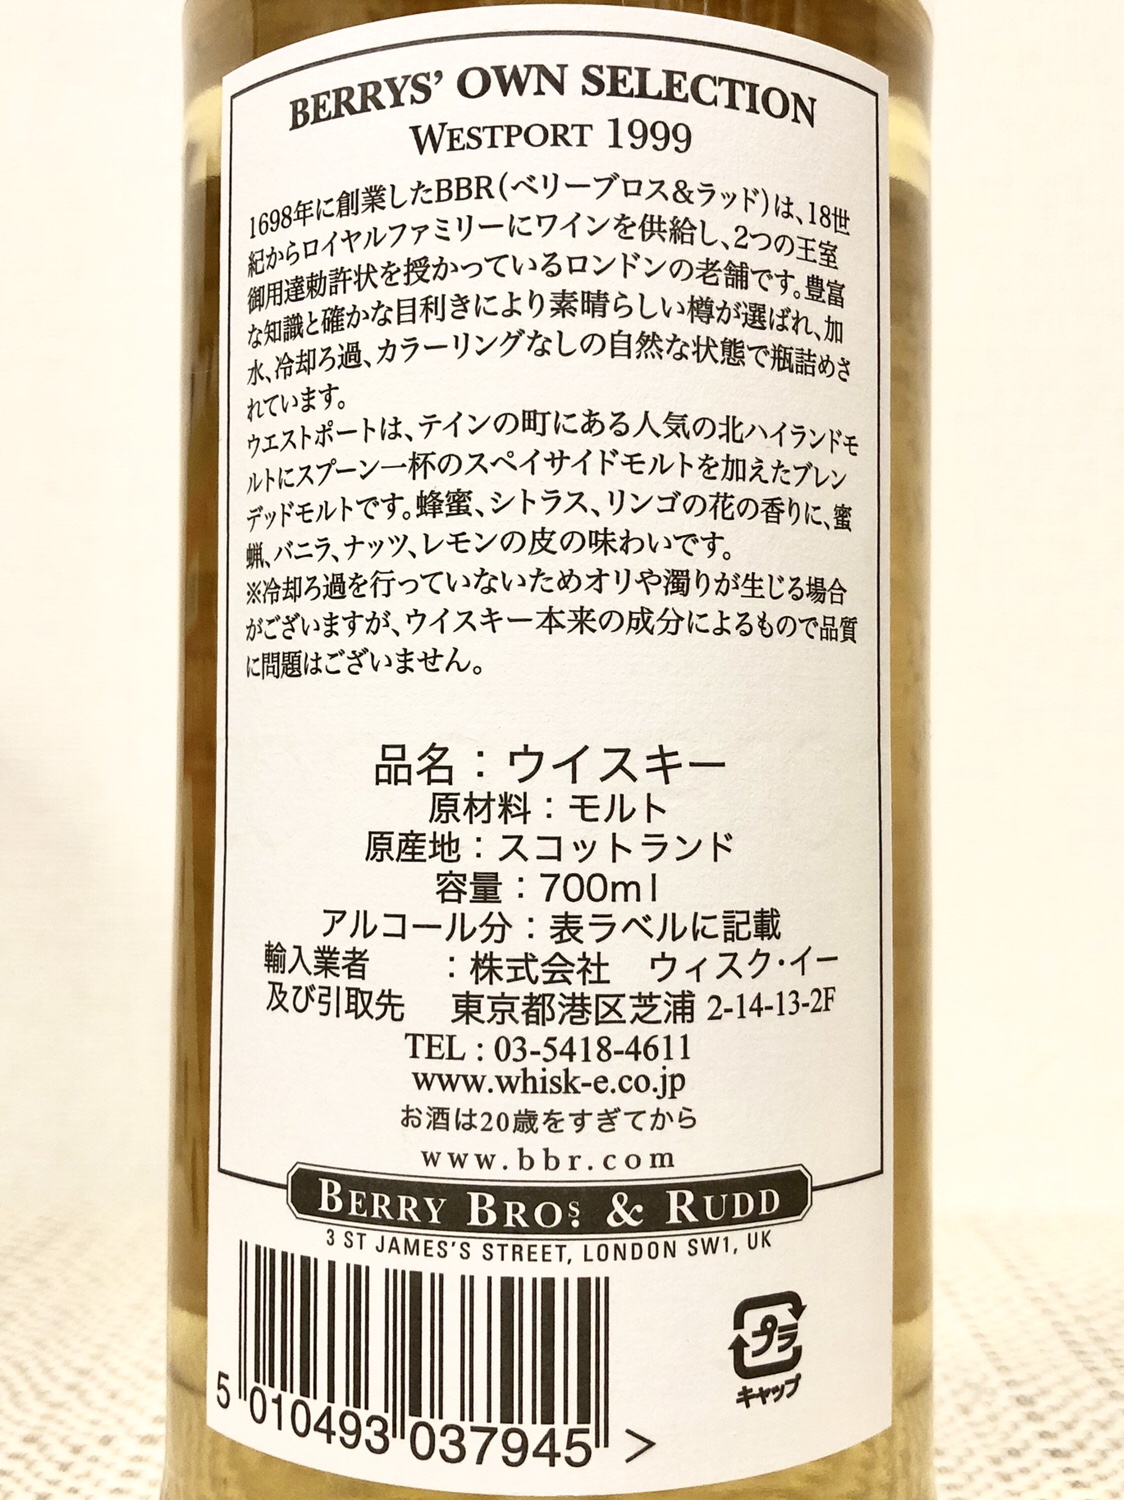 BERRYS' OWN SELECTION
WESTPORT 1999
1698年に創業したBBR(ベリーブロス&ラッド)は、18世
紀からロイヤルファミリーにワインを供給し、2つの王室
御用達勅許状を授かっているロンドンの老舗です。豊富
な知識と確かな目利きにより素晴らしい樽が選ばれ、加
水、冷却ろ過、カラーリングなしの自然な状態で瓶詰めさ
れています。
ウエストポートは、テインの町にある人気の北ハイランドモ
ルトにスプーン一杯のスペイサイドモルトを加えたブレン
デッドモルトです。蜂蜜、シトラス、リンゴの花の香りに、蜜
蝋、バニラ、ナッツ、レモンの皮の味わいです。
※冷却ろ過を行っていないためオリや濁りが生じる場合
がございますが、ウイスキー本来の成分によるもので品質
に問題はございません。
品名：ウイスキー
原材料：モルト
原産地：スコットランド
容量：700ml
アルコール分：表ラベルに記載
輸入業者　　：株式会社　ウィスク・イー
及び引取先　東京都港区芝浦 2-14-13-2F
TEL : 03-5418-4611
www.whisk-e.co.jp
お酒は20歳をすぎてから
www.bbr.com
BERRY BROS. & RUDD
3 ST JAMES'S STREET, LONDON SW1, UK
プラ
キャップ
5 010493 037945 >